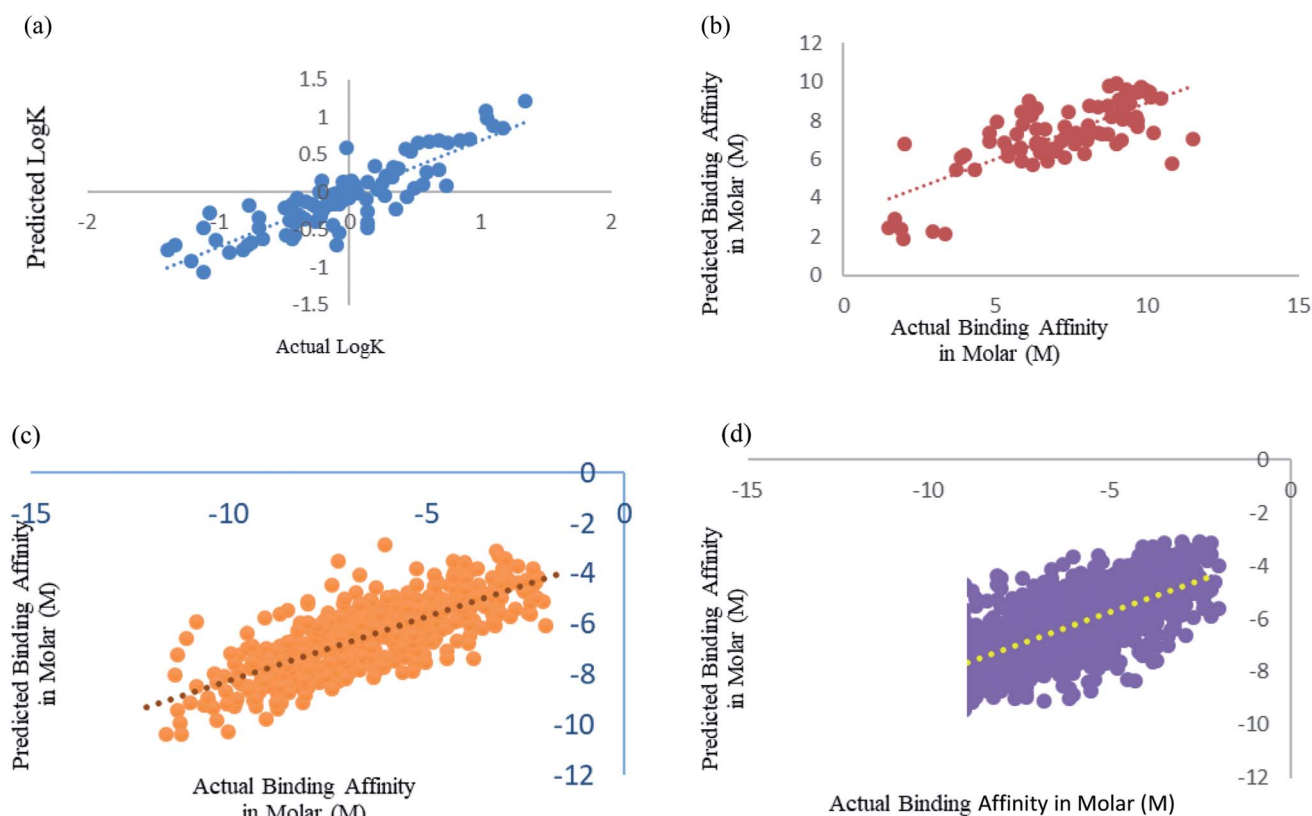 (a)
Predicted LogK
1.5
1
0.5
0
-0.5
-1
-1.5
-2
-1
0
1
2
Actual LogK
(b)
Predicted Binding Affinity
in Molar (M)
12
10
8
6
4
2
0
0
5
10
15
Actual Binding Affinity
in Molar (M)
(c)
Predicted Binding Affinity
in Molar (M)
-15
-10
-5
0
0
-2
-4
-6
-8
-10
-12
Actual Binding Affinity
in Molar (M)
(d)
Predicted Binding Affinity
in Molar (M)
-15
-10
-5
0
0
-2
-4
-6
-8
-10
-12
Actual Binding Affinity in Molar (M)